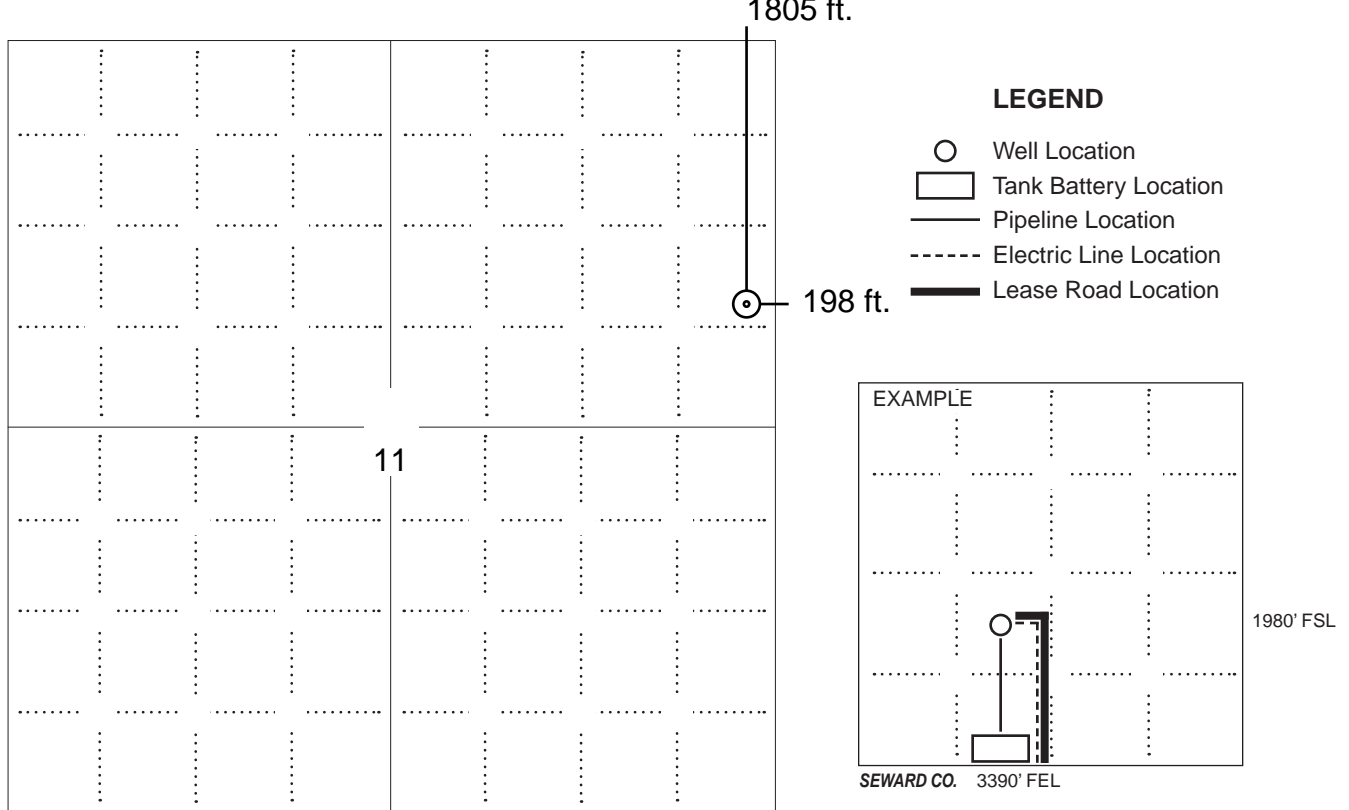 1805 ft.
LEGEND
Well Location
Tank Battery Location
Pipeline Location
Electric Line Location
Lease Road Location
198 ft.
EXAMPLE
11
1980' FSL
SEWARD CO. 3390' FEL